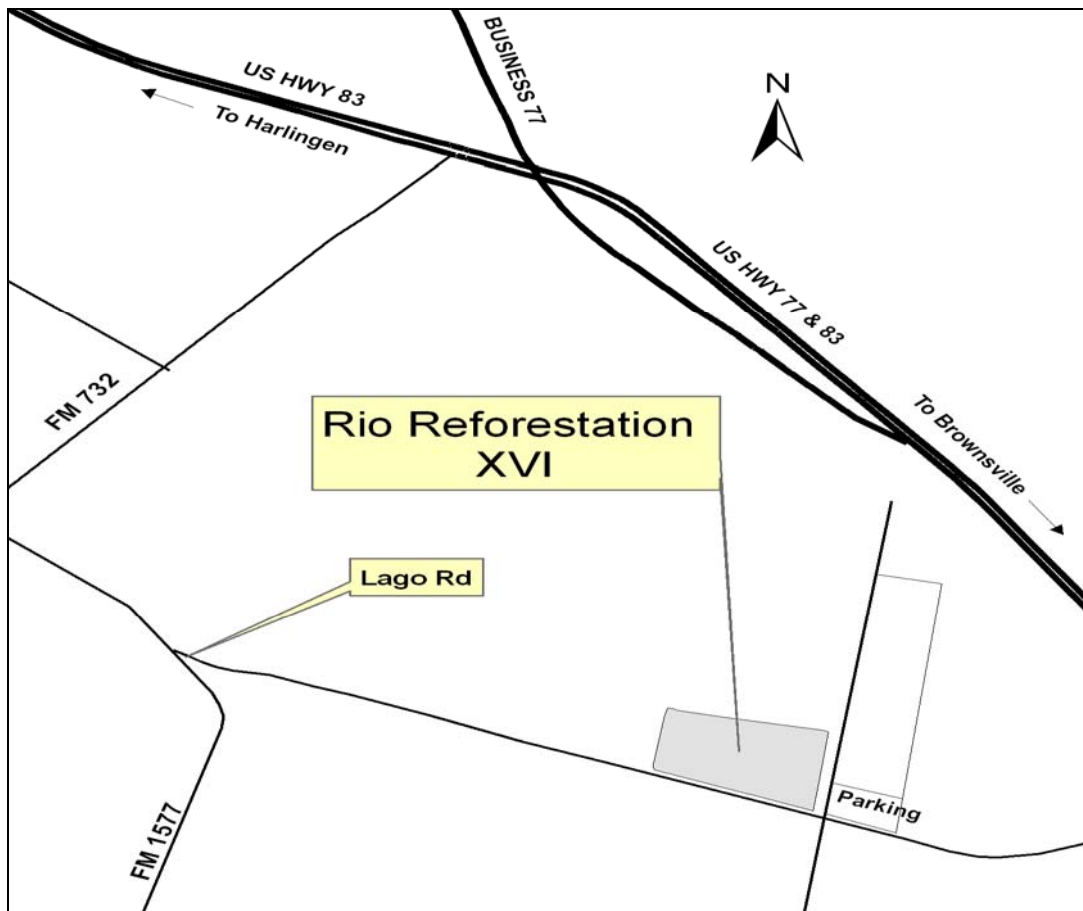 BUSINESS 77
US HWY 83
N
To Harlingen
US HWY 77 & 83
FM 732
Rio Reforestation
XVI
To Brownsville
Lago Rd
Parking
FM 1577